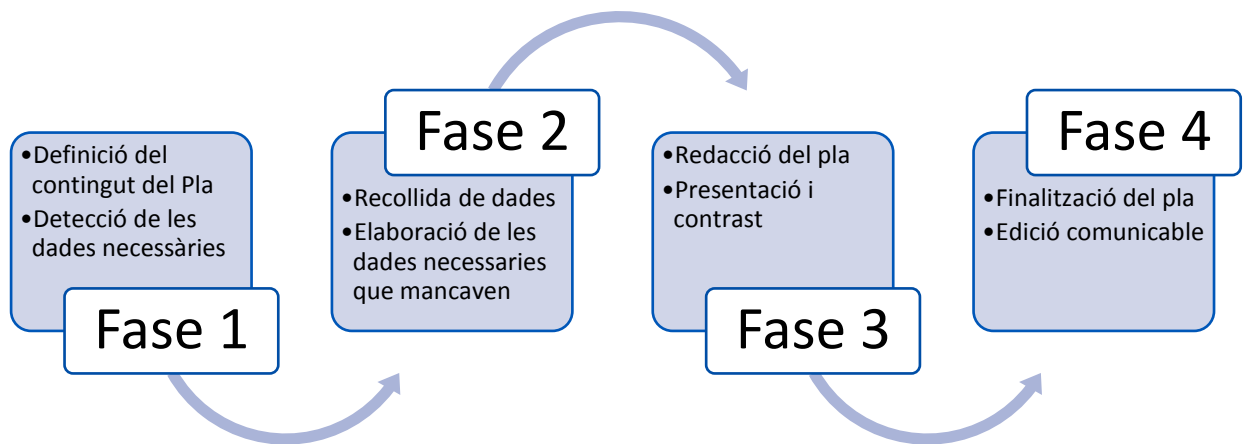 •Definició del
contingut del Pla
•Detecció de les
dades necessàries
Fase 1
Fase 2
•Recollida de dades
•Elaboració de les
dades necessaries
que mancaven
•Redacció del pla
•Presentació i
contrast
Fase 3
Fase 4
•Finalització del pla
•Edició comunicable